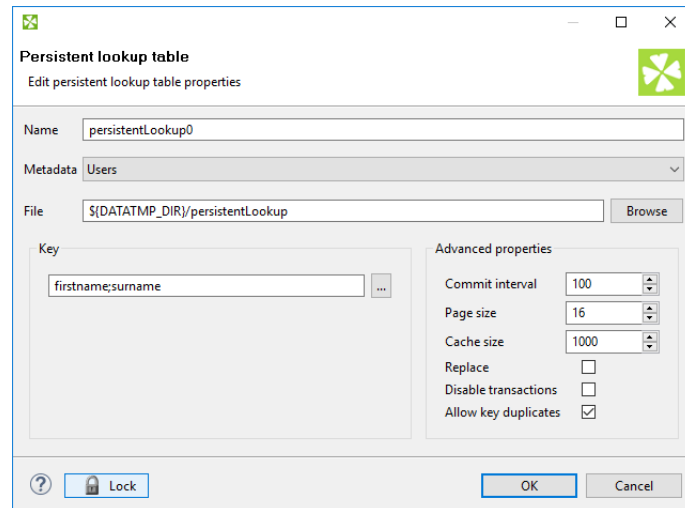 Persistent lookup table
Edit persistent lookup table properties
Name persistentLookup0
Metadata Users
File ${DATATMP_DIR}/persistentLookup Browse
Key
firstname;surname ...
Advanced properties
Commit interval 100
Page size 16
Cache size 1000
Replace
Disable transactions
Allow key duplicates
? Lock OK Cancel